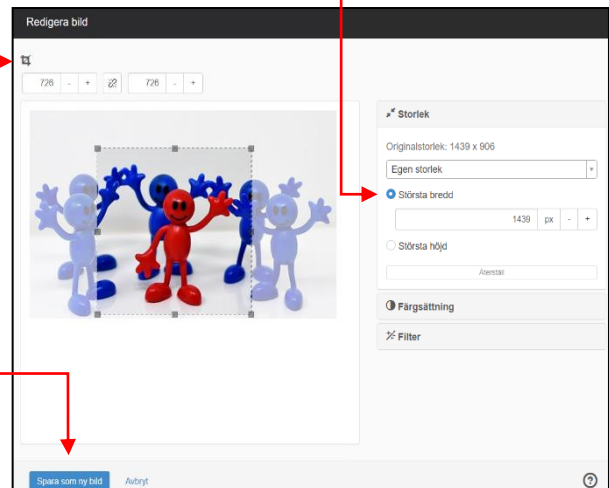 Redigera bild
726 - + 726 - +
Storlek
Originalstorlek: 1439 x 906
Egen storlek
Största bredd
1439 px - +
Största höjd
Återställ
Färgsättning
Filter
Spara som ny bild Avbryt ?